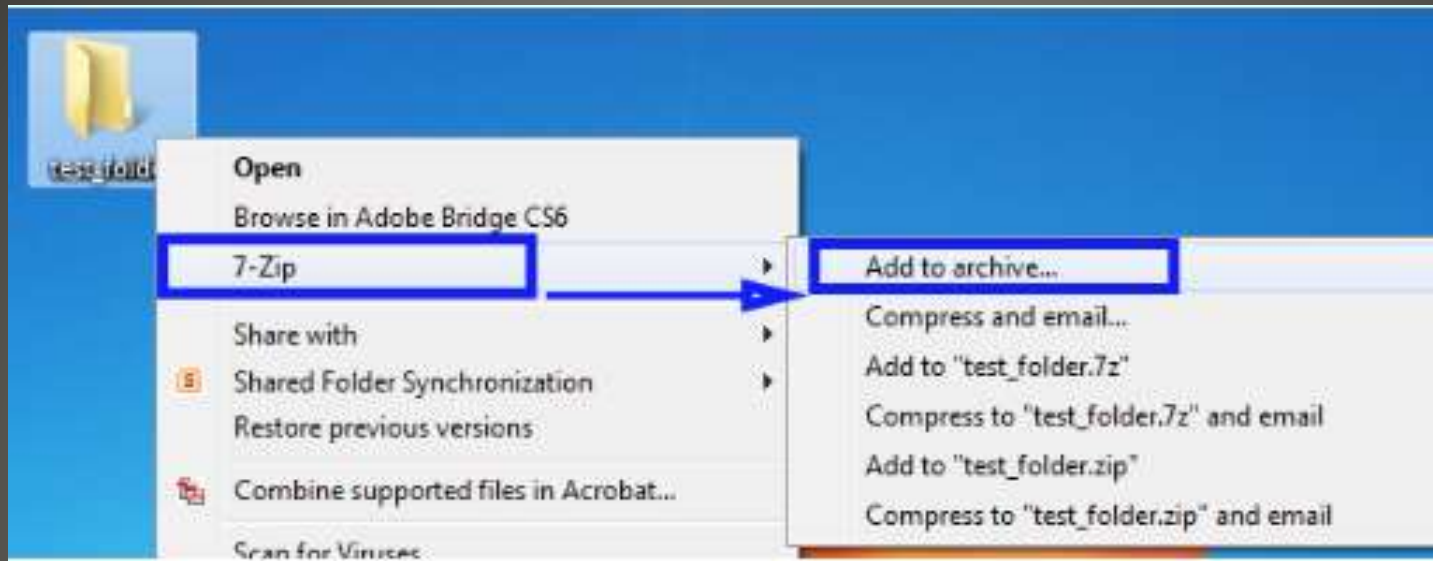 test_fold
Open
Browse in Adobe Bridge CS6
7-Zip
Share with
Shared Folder Synchronization
Restore previous versions
Combine supported files in Acrobat...
Scan for Viruses
Add to archive...
Compress and email...
Add to "test_folder.7z"
Compress to "test_folder.7z" and email
Add to "test_folder.zip"
Compress to "test_folder.zip" and email